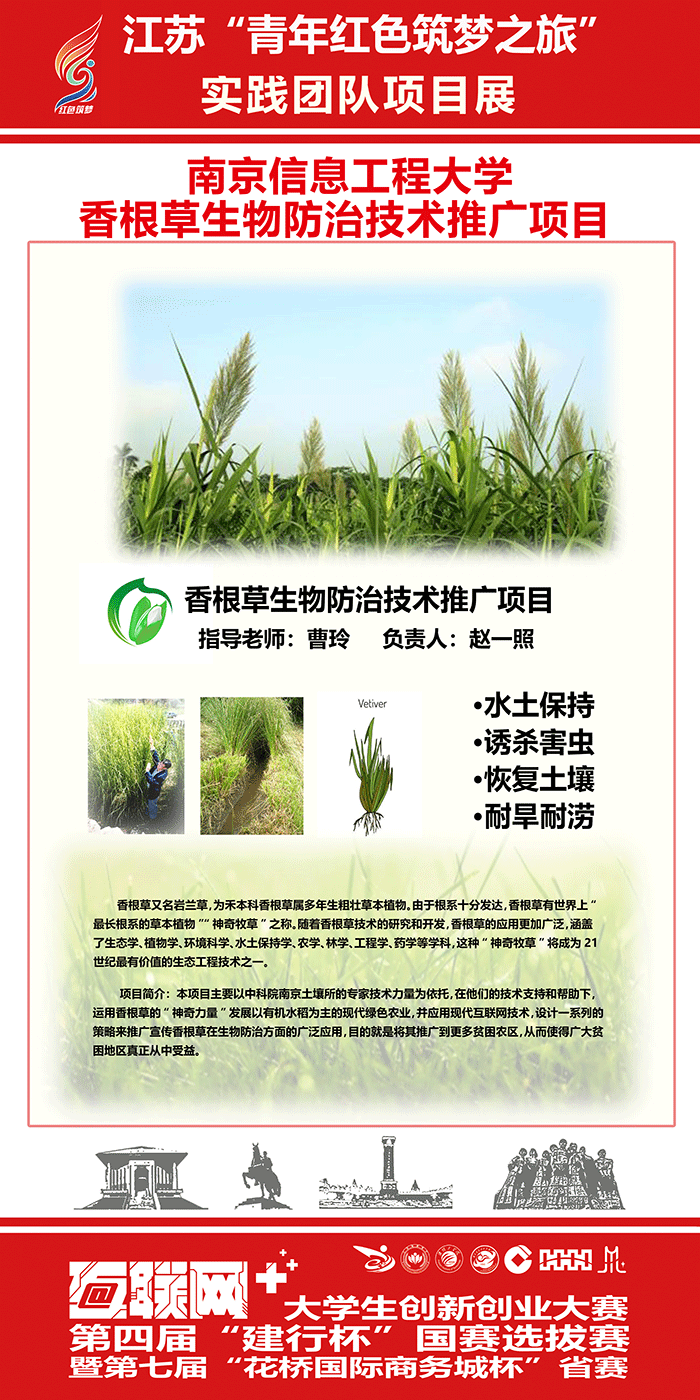 江苏“青年红色筑梦之旅”
红色筑梦
实践团队项目展
南京信息工程大学
香根草生物防治技术推广项目
香根草生物防治技术推广项目
指导老师：曹玲 负责人：赵一照
Vetiver
•水土保持
•诱杀害虫
•恢复土壤
•耐旱耐涝
香根草又名岩兰草,为禾本科香根草属多年生粗壮草本植物。由于根系十分发达,香根草有世界上“
最长根系的草本植物”“神奇牧草”之称。随着香根草技术的研究和开发,香根草的应用更加广泛,涵盖
了生态学、植物学、环境科学、水土保持学、农学、林学、工程学、药学等学科,这种“神奇牧草”将成为 21
世纪最有价值的生态工程技术之一。
项目简介：本项目主要以中科院南京土壤所的专家技术力量为依托,在他们的技术支持和帮助下,
运用香根草的“神奇力量”发展以有机水稻为主的现代绿色农业,并应用现代互联网技术,设计一系列的
策略来推广宣传香根草在生物防治方面的广泛应用,目的就是将其推广到更多贫困农区,从而使得广大贫
困地区真正从中受益。
互联网+
大学生创新创业大赛
第四届“建行杯”国赛选拔赛
暨第七届“花桥国际商务城杯”省赛